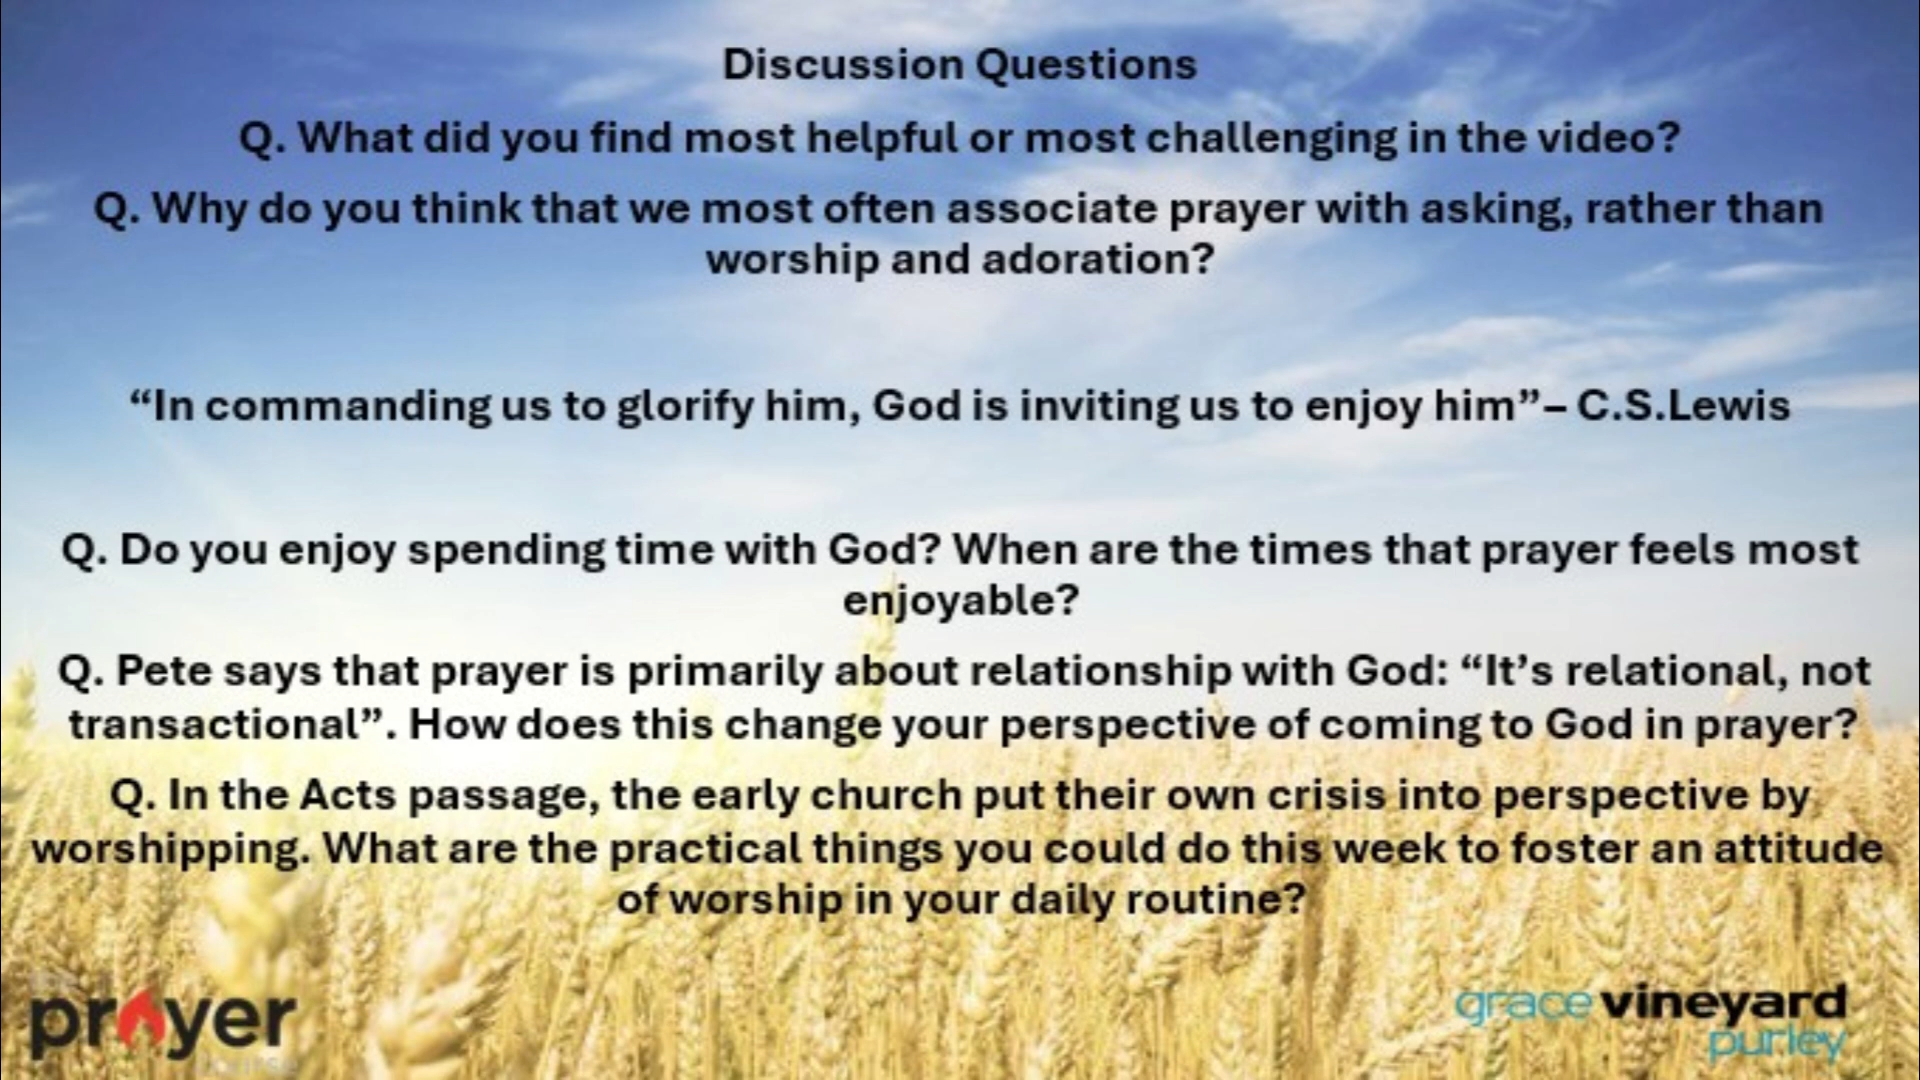 Discussion Questions
Q. What did you find most helpful or most challenging in the video?
Q. Why do you think that we most often associate prayer with asking, rather than
worship and adoration?
“In commanding us to glorify him, God is inviting us to enjoy him”– C.S.Lewis
Q. Do you enjoy spending time with God? When are the times that prayer feels most
enjoyable?
Q. Pete says that prayer is primarily about relationship with God: “It’s relational, not
transactional”. How does this change your perspective of coming to God in prayer?
Q. In the Acts passage, the early church put their own crisis into perspective by
worshipping. What are the practical things you could do this week to foster an attitude
of worship in your daily routine?
prayer
grace vineyard
purley